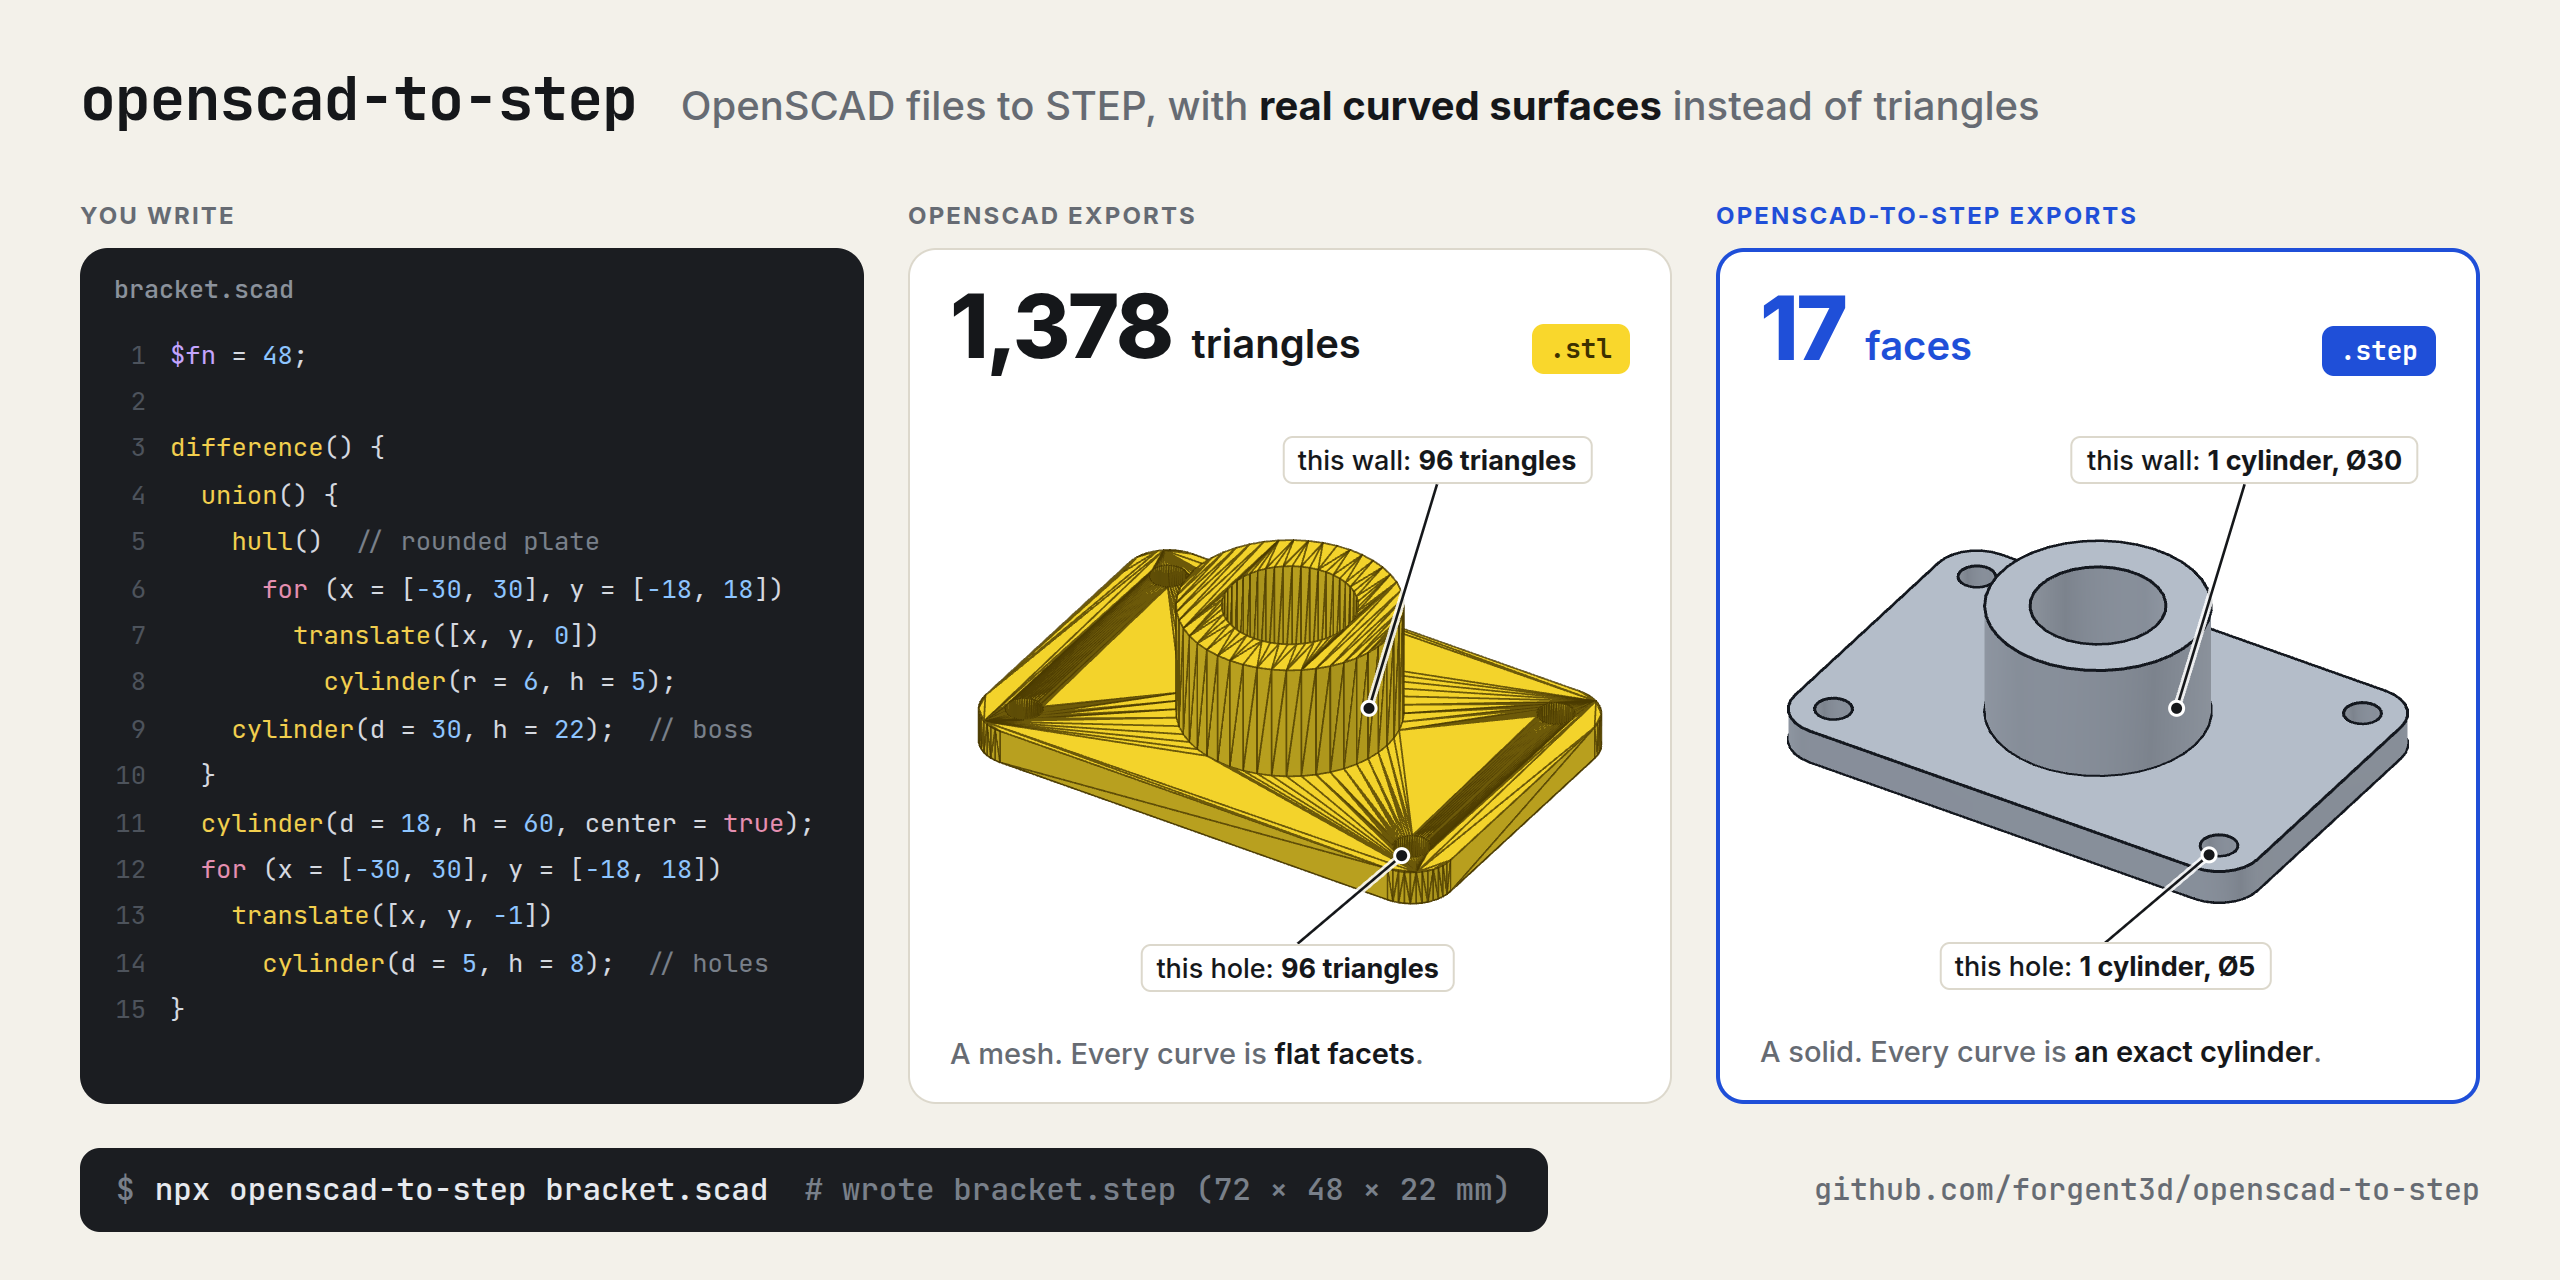 openscad-to-step OpenSCAD files to STEP, with real curved surfaces instead of triangles
YOU WRITE
bracket.scad
1 $fn = 48;
2
3 difference() {
4   union() {
5     hull()  // rounded plate
6       for (x = [-30, 30], y = [-18, 18])
7         translate([x, y, 0])
8           cylinder(r = 6, h = 5);
9     cylinder(d = 30, h = 22);  // boss
10   }
11   cylinder(d = 18, h = 60, center = true);
12   for (x = [-30, 30], y = [-18, 18])
13     translate([x, y, -1])
14       cylinder(d = 5, h = 8);  // holes
15 }
OPENSCAD EXPORTS
1,378 triangles
.stl
this wall: 96 triangles
this hole: 96 triangles
A mesh. Every curve is flat facets.
OPENSCAD-TO-STEP EXPORTS
17 faces
.step
this wall: 1 cylinder, Ø30
this hole: 1 cylinder, Ø5
A solid. Every curve is an exact cylinder.
$ npx openscad-to-step bracket.scad  # wrote bracket.step (72 × 48 × 22 mm)
github.com/forgent3d/openscad-to-step